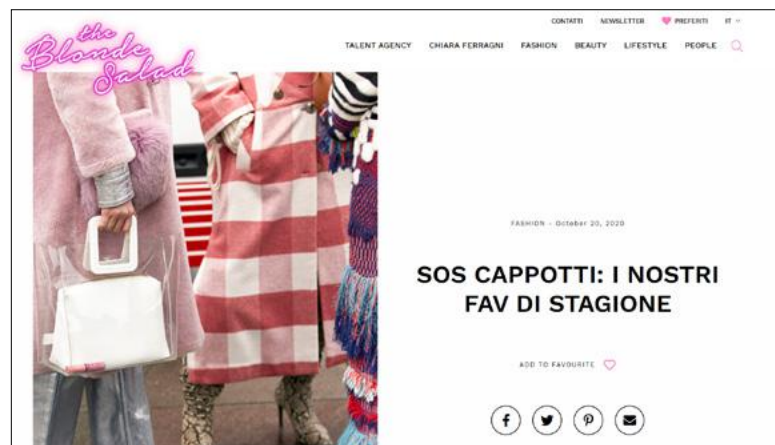 CONTATTI NEWSLETTER PREFERITI IT
the
Blonde
Salad
TALENT AGENCY CHIARA FERRAGNI FASHION BEAUTY LIFESTYLE PEOPLE
FASHION - October 20, 2020
SOS CAPPOTTI: I NOSTRI
FAV DI STAGIONE
ADD TO FAVOURITE